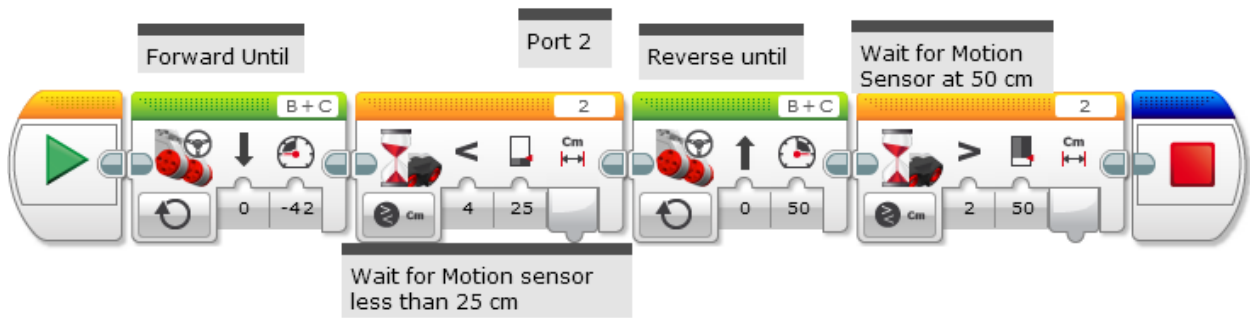 Forward Until
Port 2
Reverse until
Wait for Motion
Sensor at 50 cm
B + C
2
B + C
2
Cm
Cm
<
>
0 -42
Cm 4 25
0 50
Cm 2 50
Wait for Motion sensor
less than 25 cm